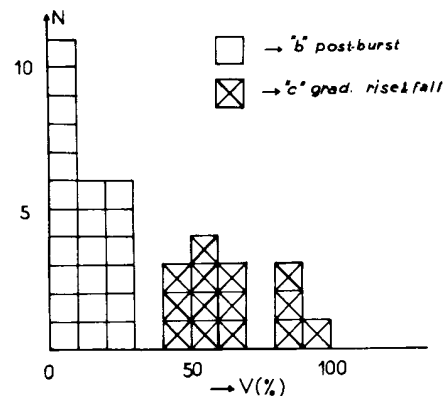 N
→ "b" post-burst
10
→ "c" grad. rise & fall
5
0
50
100
→ V(%)